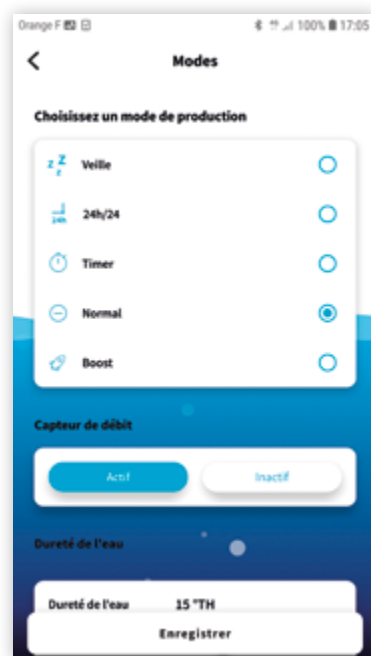 Orange F 100% 17:05
Modes
Choisissez un mode de production
z Z z Veille
24h 24h/24
Timer
Normal
Boost
Capteur de débit
Actif Inactif
Dureté de l'eau
Dureté de l'eau 15 °TH
Enregistrer